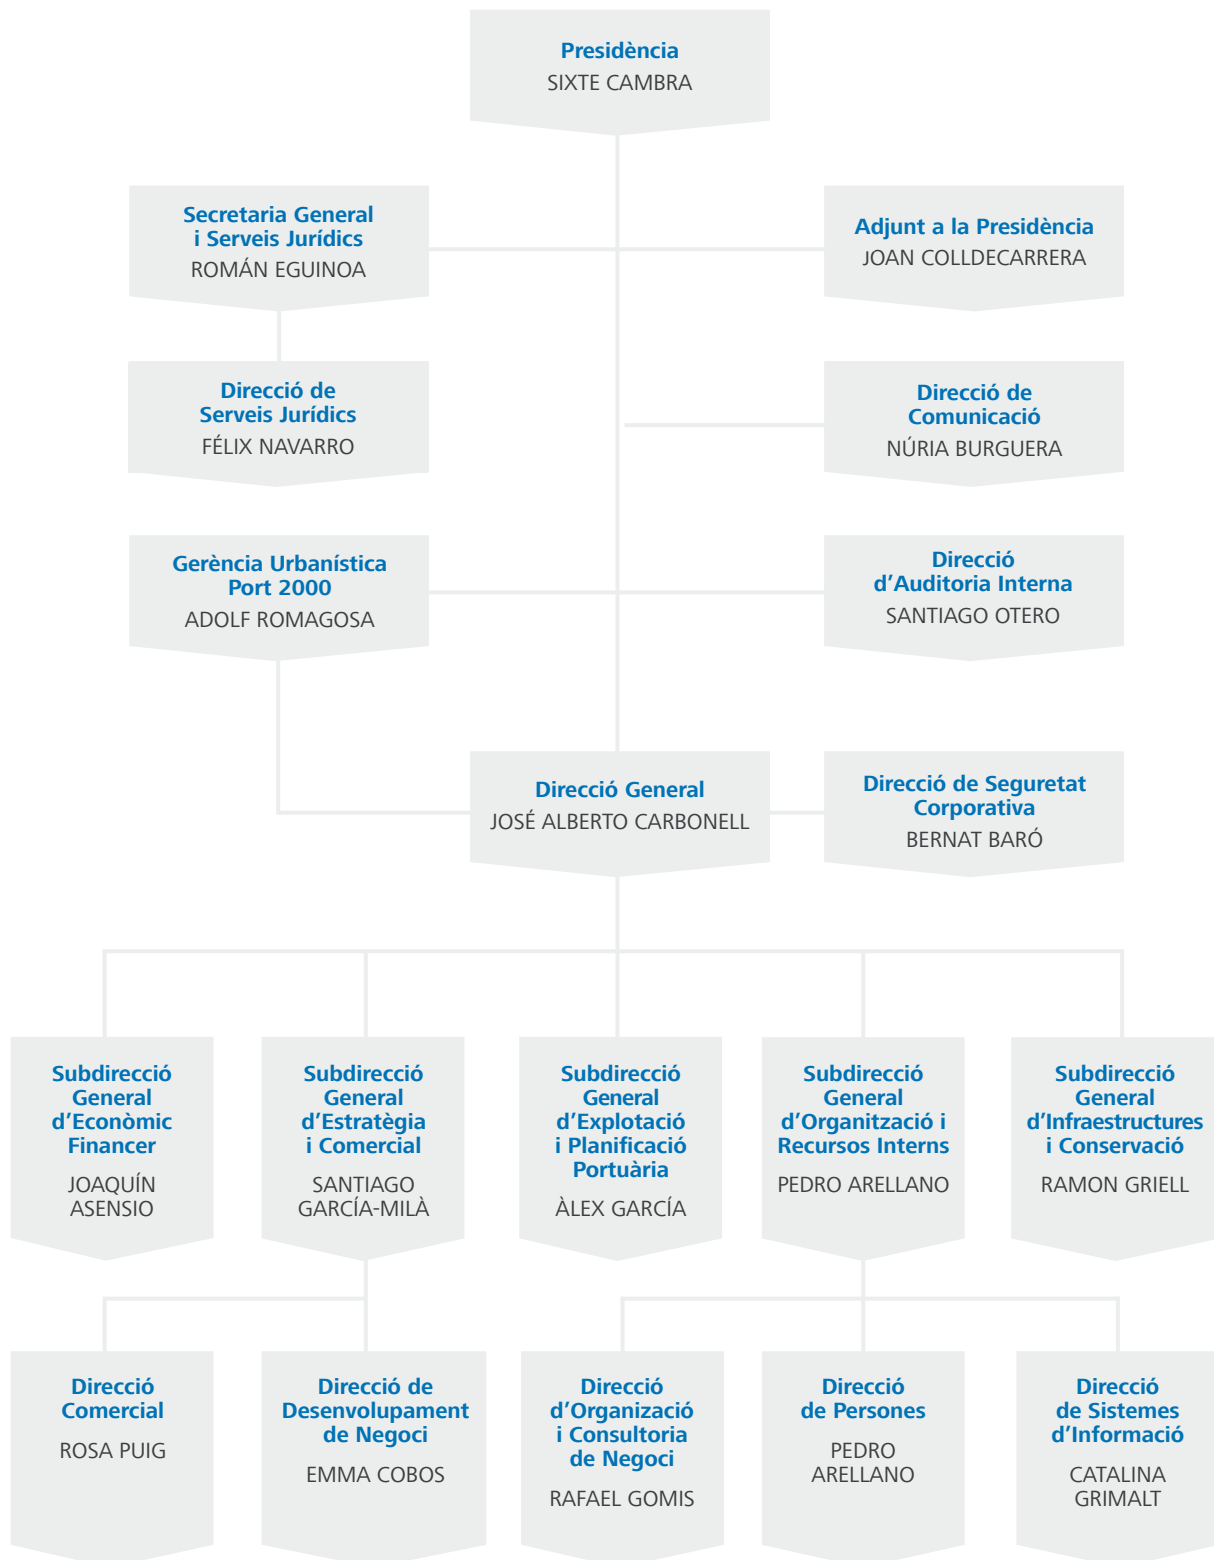 Presidència
SIXTE CAMBRA
Secretaria General
i Serveis Jurídics
ROMÁN EGUINOA
Adjunt a la Presidència
JOAN COLLDECARRERA
Direcció de
Serveis Jurídics
FÉLIX NAVARRO
Direcció de
Comunicació
NÚRIA BURGUERA
Gerència Urbanística
Port 2000
ADOLF ROMAGOSA
Direcció
d’Auditoria Interna
SANTIAGO OTERO
Direcció General
JOSÉ ALBERTO CARBONELL
Direcció de Seguretat
Corporativa
BERNAT BARÓ
Subdirecció
General
d’Econòmic
Financer
JOAQUÍN
ASENSIO
Subdirecció
General
d’Estratègia
i Comercial
SANTIAGO
GARCÍA-MILÀ
Subdirecció
General
d’Explotació
i Planificació
Portuària
ÀLEX GARCÍA
Subdirecció
General
d’Organització i
Recursos Interns
PEDRO ARELLANO
Subdirecció
General
d’Infraestructures
i Conservació
RAMON GRIELL
Direcció
Comercial
ROSA PUIG
Direcció de
Desenvolupament
de Negoci
EMMA COBOS
Direcció
d’Organizació
i Consultoria
de Negoci
RAFAEL GOMIS
Direcció
de Persones
PEDRO
ARELLANO
Direcció
de Sistemes
d’Informació
CATALINA
GRIMALT